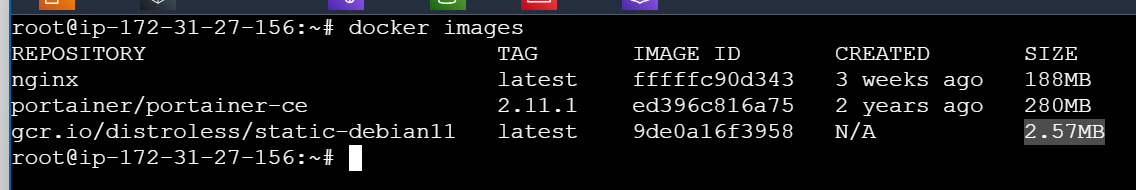 root@ip-172-31-27-156:~# docker images
REPOSITORY TAG IMAGE ID CREATED SIZE
nginx latest fffffc90d343 3 weeks ago 188MB
portainer/portainer-ce 2.11.1 ed396c816a75 2 years ago 280MB
gcr.io/distroless/static-debian11 latest 9de0a16f3958 N/A 2.57MB
root@ip-172-31-27-156:~#